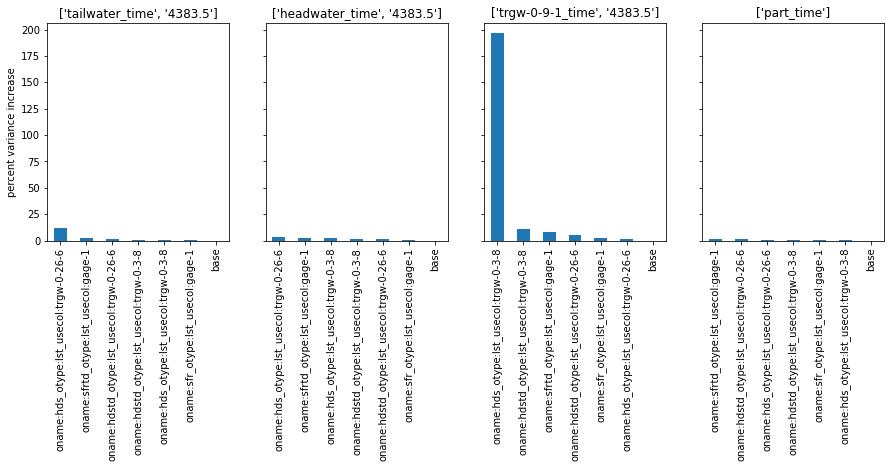 ['tailwater_time', '4383.5']
['headwater_time', '4383.5']
['trgw-0-9-1_time', '4383.5']
['part_time']
percent variance increase
200
175
150
125
100
75
50
25
0
oname:hds_otype:lst_usecol:trgw-0-26-6
oname:sfrtd_otype:lst_usecol:gage-1
oname:hdstd_otype:lst_usecol:trgw-0-26-6
oname:hdstd_otype:lst_usecol:trgw-0-3-8
oname:hds_otype:lst_usecol:trgw-0-3-8
oname:sfr_otype:lst_usecol:gage-1
base
oname:hds_otype:lst_usecol:trgw-0-26-6
oname:sfrtd_otype:lst_usecol:gage-1
oname:hds_otype:lst_usecol:trgw-0-3-8
oname:hdstd_otype:lst_usecol:trgw-0-3-8
oname:hdstd_otype:lst_usecol:trgw-0-26-6
oname:sfr_otype:lst_usecol:gage-1
base
oname:hds_otype:lst_usecol:trgw-0-3-8
oname:hdstd_otype:lst_usecol:trgw-0-3-8
oname:sfrtd_otype:lst_usecol:gage-1
oname:hdstd_otype:lst_usecol:trgw-0-26-6
oname:sfr_otype:lst_usecol:gage-1
oname:hds_otype:lst_usecol:trgw-0-26-6
base
oname:sfrtd_otype:lst_usecol:gage-1
oname:hdstd_otype:lst_usecol:trgw-0-26-6
oname:hds_otype:lst_usecol:trgw-0-26-6
oname:hdstd_otype:lst_usecol:trgw-0-3-8
oname:sfr_otype:lst_usecol:gage-1
oname:hds_otype:lst_usecol:trgw-0-3-8
base